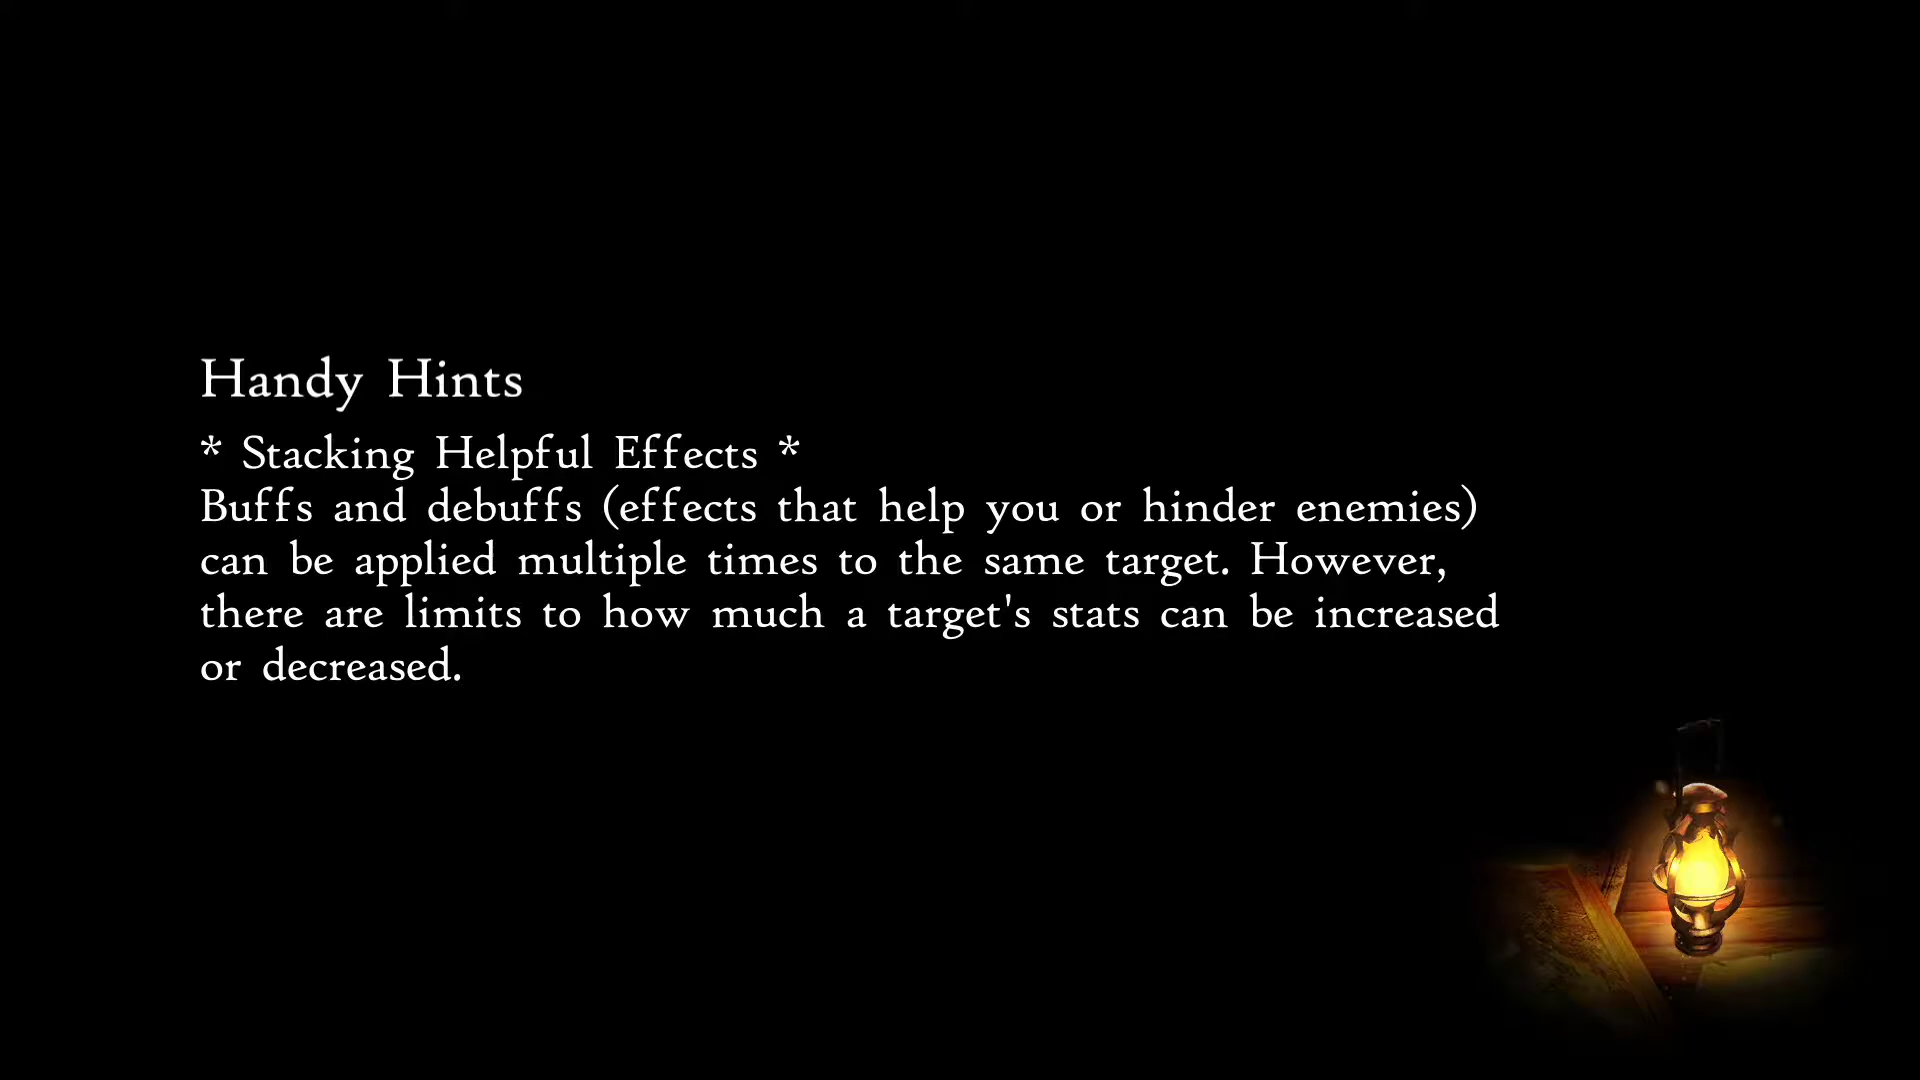 Handy Hints
* Stacking Helpful Effects *
Buffs and debuffs (effects that help you or hinder enemies)
can be applied multiple times to the same target. However,
there are limits to how much a target's stats can be increased
or decreased.